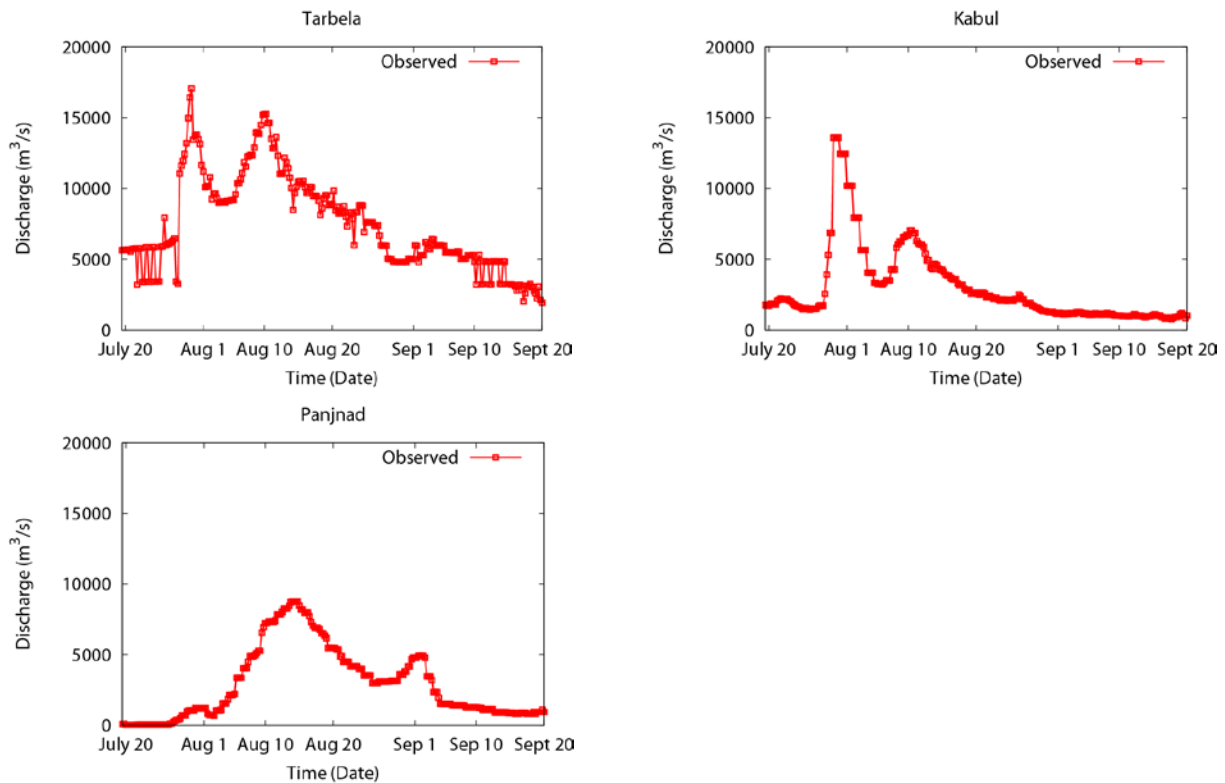 Tarbela
20000
15000
10000
5000
0
Discharge (m³/s)
Observed
July 20 Aug 1 Aug 10 Aug 20 Sep 1 Sep 10 Sept 20
Time (Date)
Kabul
20000
15000
10000
5000
0
Discharge (m³/s)
Observed
July 20 Aug 1 Aug 10 Aug 20 Sep 1 Sep 10 Sept 20
Time (Date)
Panjnad
20000
15000
10000
5000
0
Discharge (m³/s)
Observed
July 20 Aug 1 Aug 10 Aug 20 Sep 1 Sep 10 Sept 20
Time (Date)